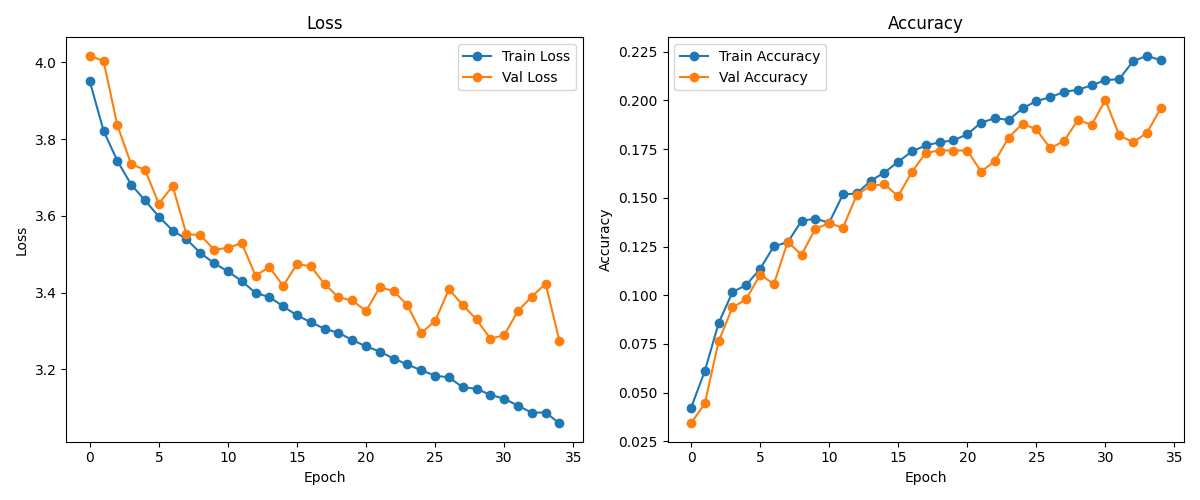 Loss
Train Loss
Val Loss
4.0
3.8
3.6
3.4
3.2
Loss
0 5 10 15 20 25 30 35
Epoch
Accuracy
Train Accuracy
Val Accuracy
0.225
0.200
0.175
0.150
0.125
0.100
0.075
0.050
0.025
Accuracy
0 5 10 15 20 25 30 35
Epoch